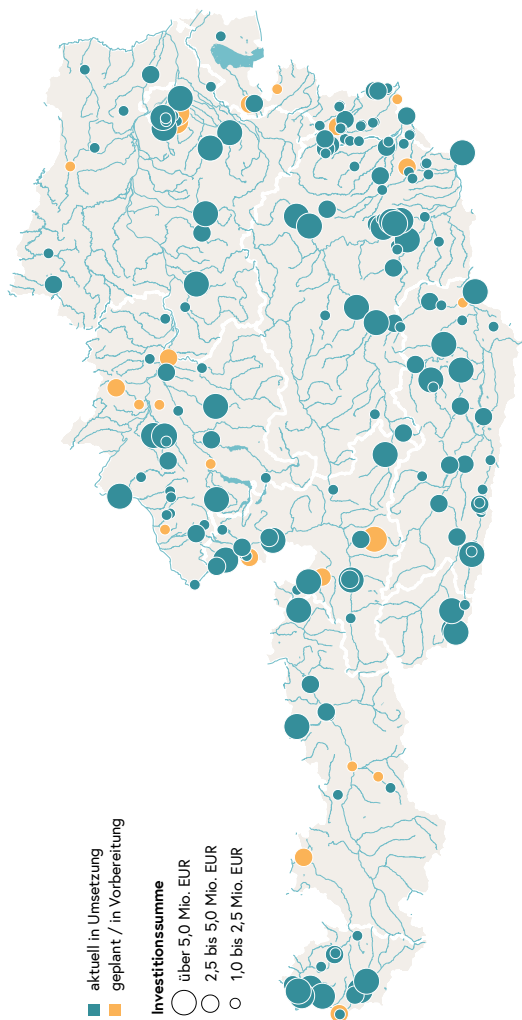 aktuell in Umsetzung
geplant / in Vorbereitung
Investitionssumme
über 5,0 Mio. EUR
2,5 bis 5,0 Mio. EUR
1,0 bis 2,5 Mio. EUR